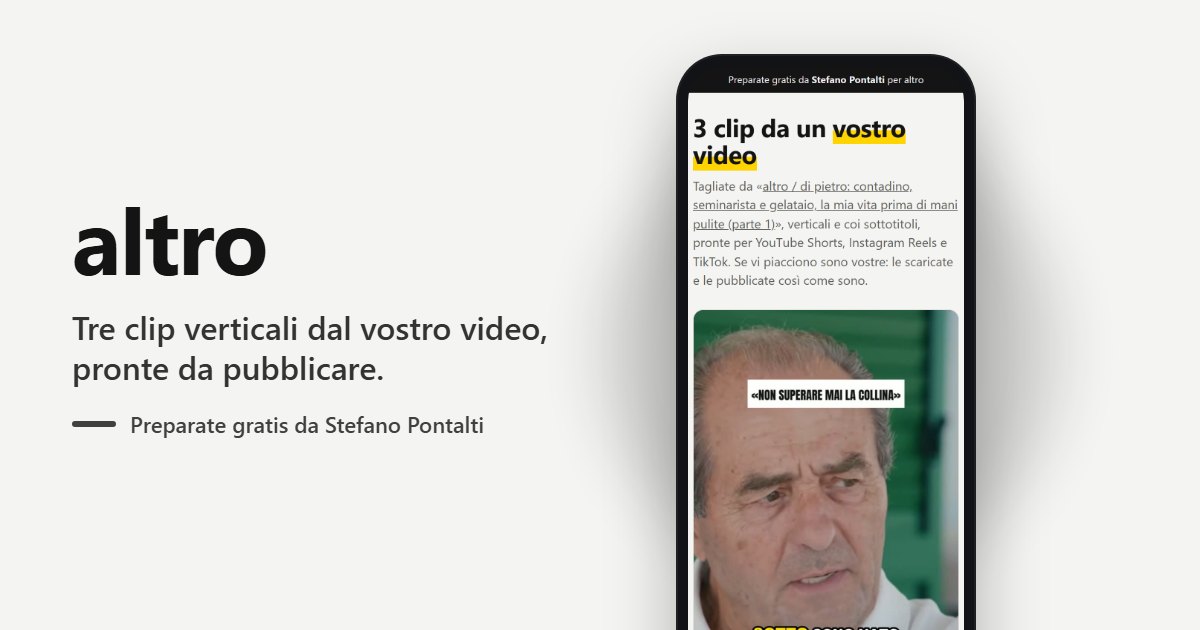 altro
Tre clip verticali dal vostro video,
pronte da pubblicare.
Preparate gratis da Stefano Pontalti
Preparate gratis da Stefano Pontalti per altro
3 clip da un vostro
video
Tagliate da «altro / di pietro: contadino,
seminarista e gelataio, la mia vita prima di mani
pulite (parte 1)», verticali e coi sottotitoli,
pronte per YouTube Shorts, Instagram Reels e
TikTok. Se vi piacciono sono vostre: le scaricate
e le pubblicate così come sono.
«NON SUPERARE MAI LA COLLINA»